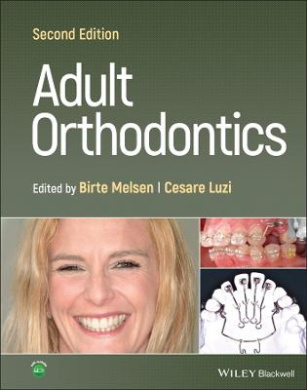 Second Edition
Adult
Orthodontics
Edited by Birte Melsen | Cesare Luzi
WILEY Blackwell